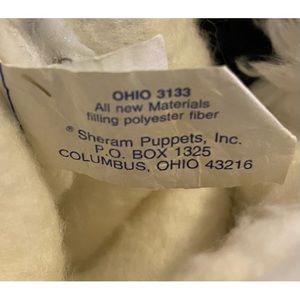 OHIO 3133
All new Materials
filling polyester fiber
® Sheram Puppets, Inc.
P.O. BOX 1325
COLUMBUS, OHIO 43216